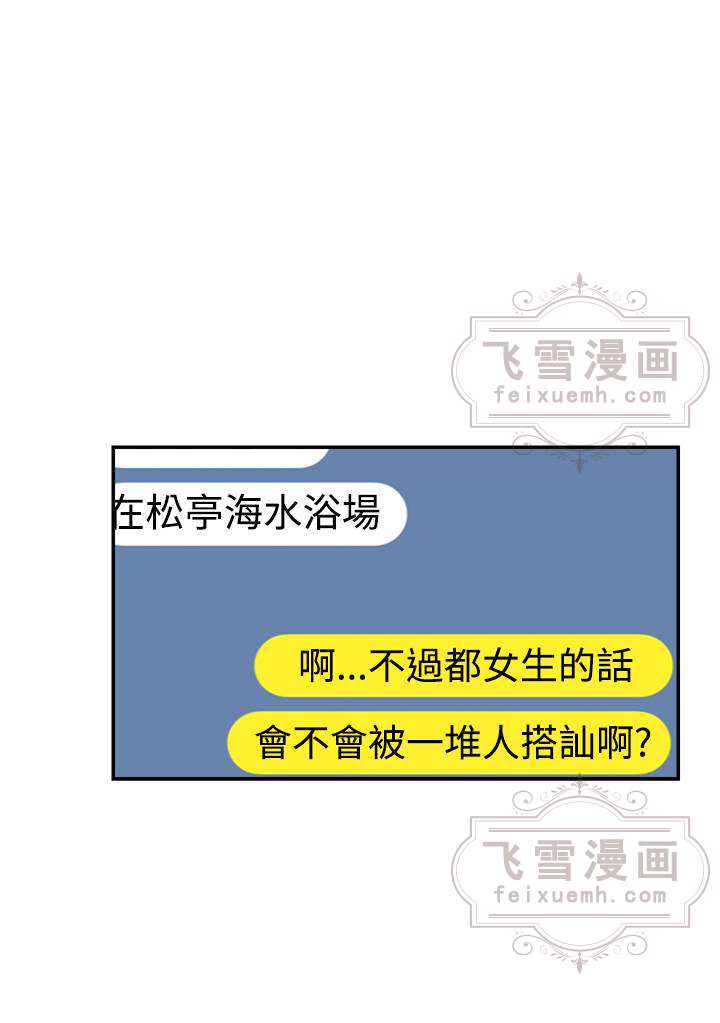 飞雪漫画
feixuemh.com
在松亭海水浴場
啊...不過都女生的話
會不會被一堆人搭訕啊?
飞雪漫画
feixuemh.com